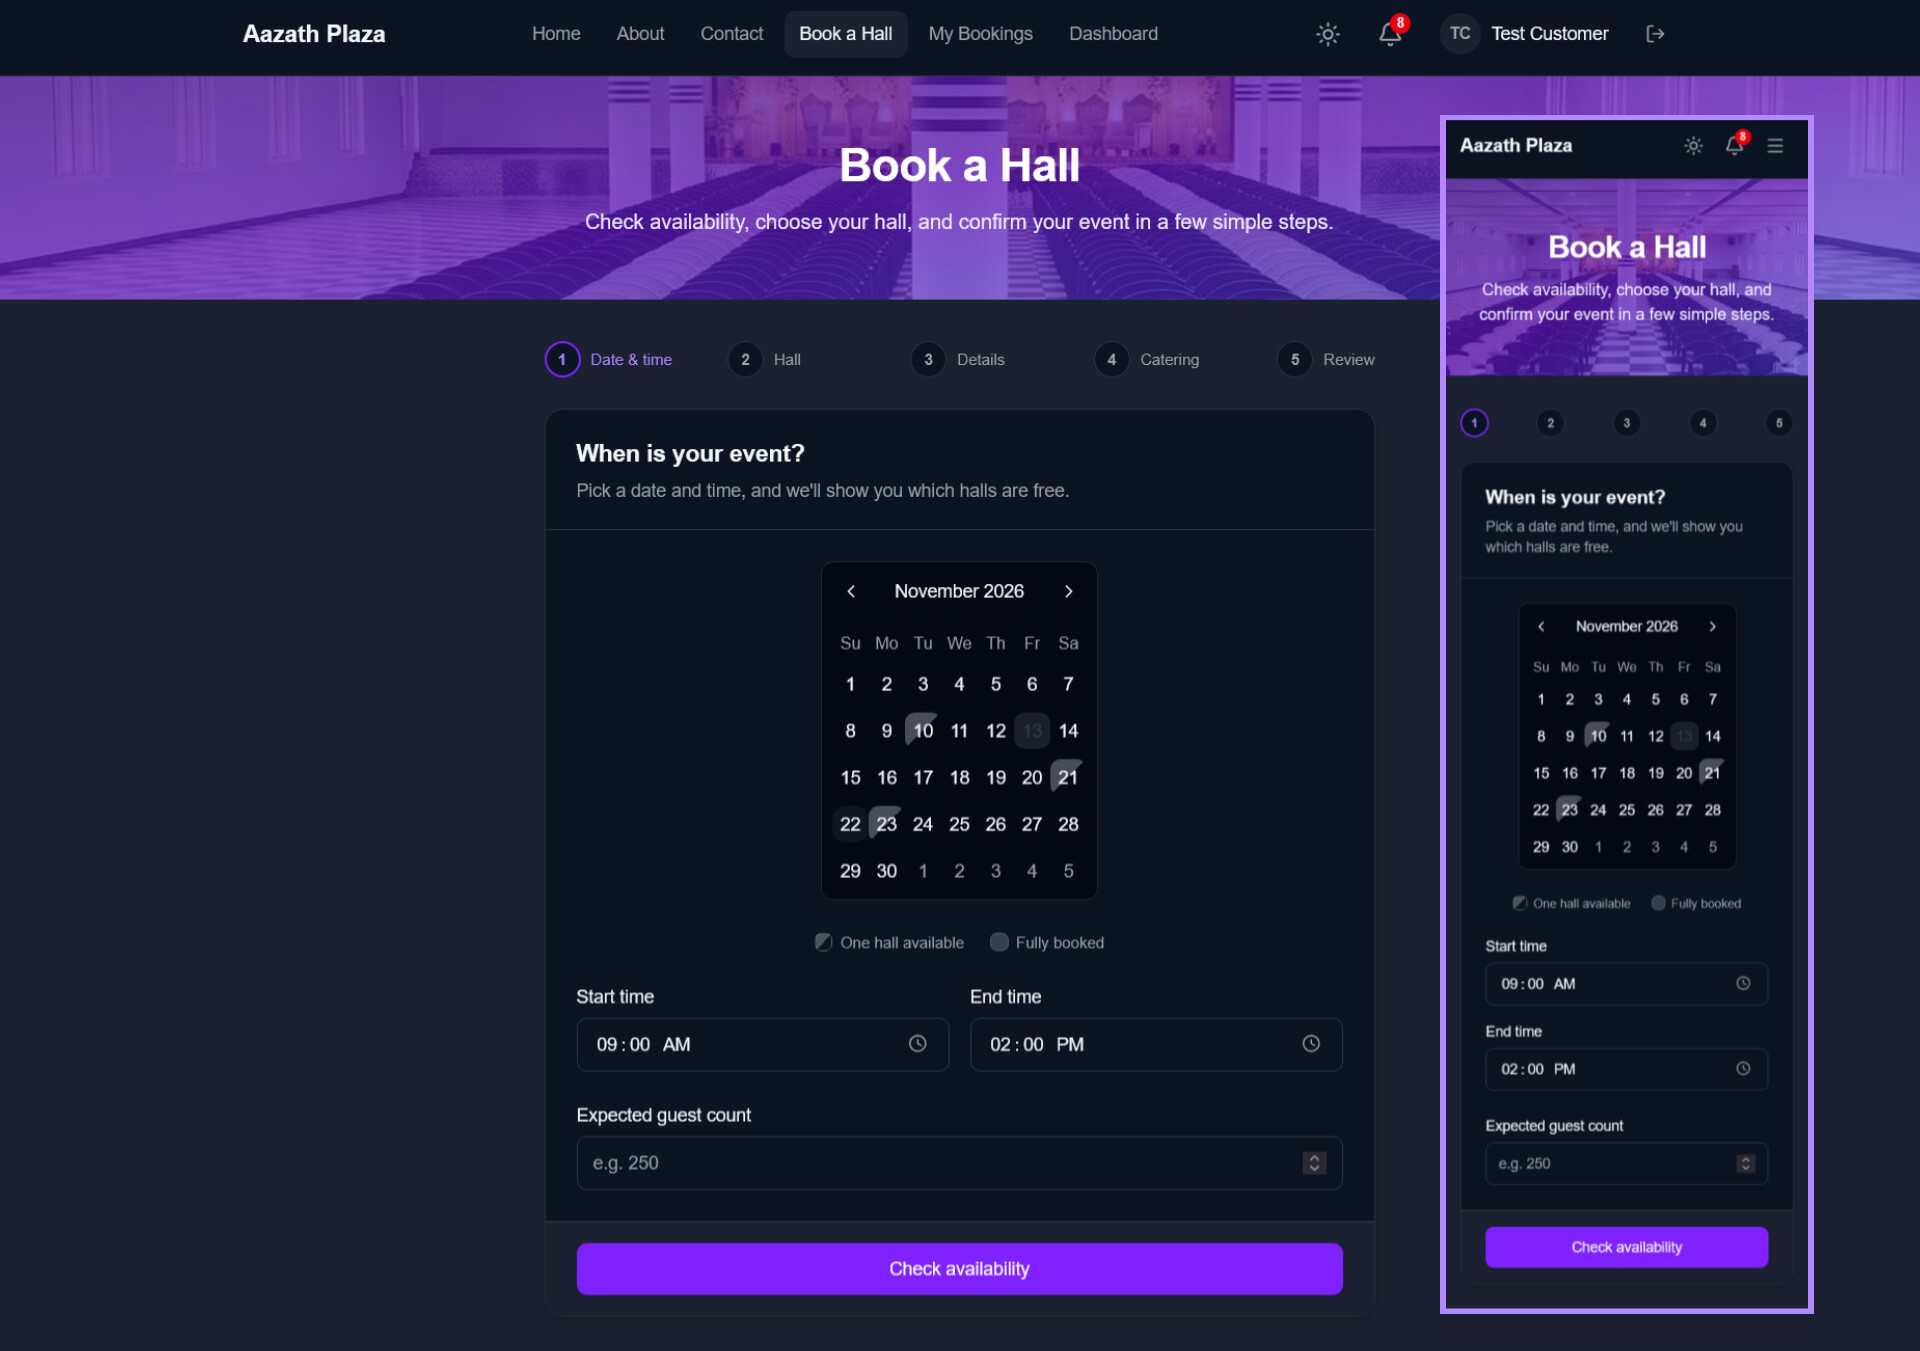 Aazath Plaza
Home About Contact Book a Hall My Bookings Dashboard
8
TC Test Customer
Book a Hall
Check availability, choose your hall, and confirm your event in a few simple steps.
1 Date & time 2 Hall 3 Details 4 Catering 5 Review
When is your event?
Pick a date and time, and we'll show you which halls are free.
November 2026
Su Mo Tu We Th Fr Sa
1 2 3 4 5 6 7
8 9 10 11 12 13 14
15 16 17 18 19 20 21
22 23 24 25 26 27 28
29 30 1 2 3 4 5
One hall available Fully booked
Start time End time
09:00 AM 02:00 PM
Expected guest count
e.g. 250
Check availability
Aazath Plaza
8
Book a Hall
Check availability, choose your hall, and
confirm your event in a few simple steps.
1 2 3 4 5
When is your event?
Pick a date and time, and we'll show you
which halls are free.
November 2026
Su Mo Tu We Th Fr Sa
1 2 3 4 5 6 7
8 9 10 11 12 13 14
15 16 17 18 19 20 21
22 23 24 25 26 27 28
29 30 1 2 3 4 5
One hall available Fully booked
Start time
09:00 AM
End time
02:00 PM
Expected guest count
e.g. 250
Check availability